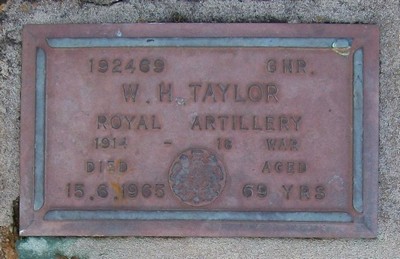 192469 GNR.
W. H. TAYLOR
ROYAL ARTILLERY
1914 - 18 WAR
DIED AGED
15.6.1965 69 YRS